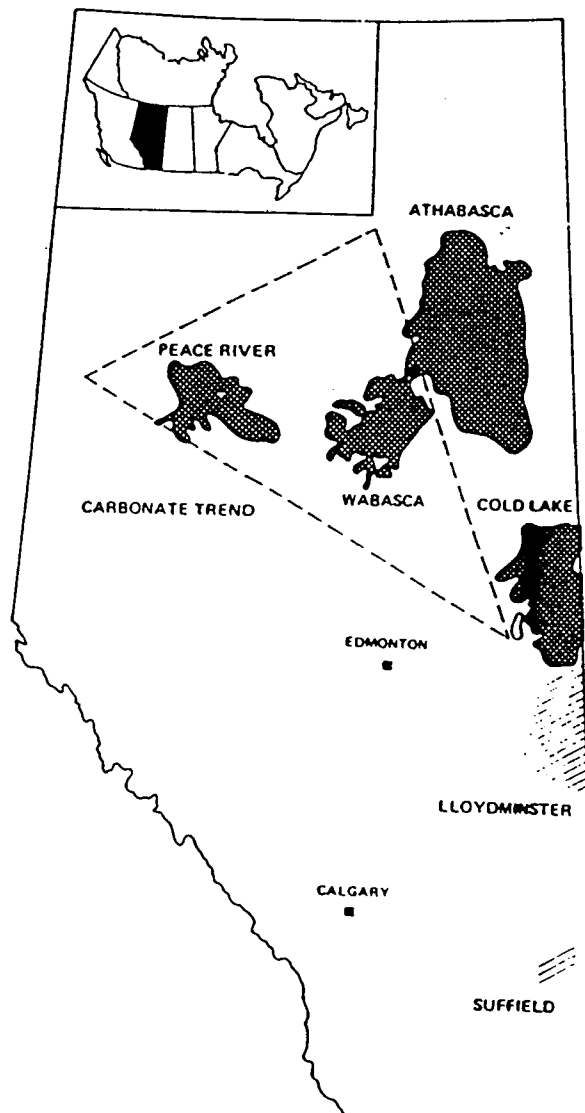 ATHABASCA
PEACE RIVER
CARBONATE TREND
WABASCA
COLD LAKE
EDMONTON
LLOYDMINSTER
CALGARY
SUFFIELD